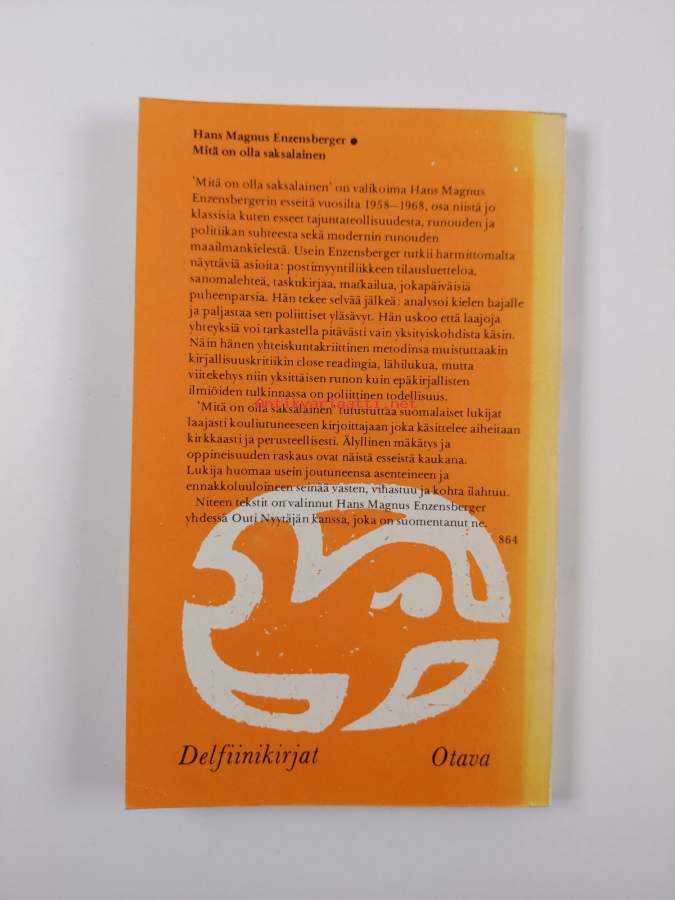 Hans Magnus Enzensberger ●
Mitä on olla saksalainen
'Mitä on olla saksalainen' on valikoima Hans Magnus
Enzensbergerin esseitä vuosilta 1958–1968, osa niistä jo
klassisia kuten esseet tajuntateollisuudesta, runouden ja
politiikan suhteesta sekä modernin runouden
maailmankielestä. Usein Enzensberger tutkii harmittomalta
näyttäviä asioita: postimyyntiliikkeen tilausluetteloa,
sanomalehteä, taskukirjaa, matkailua, jokapäiväisiä
puheenparsia. Hän tekee selvää jälkeä: analysoi kielen hajalle
ja paljastaa sen poliittiset yläsävyt. Hän uskoo että laajoja
yhteyksiä voi tarkastella pitävästi vain yksityiskohdista käsin.
Näin hänen yhteiskuntakriittinen metodinsa muistuttaakin
kirjallisuuskritiikin close readingia, lähilukua, mutta
viitekehys niin yksittäisen runon kuin epäkirjallisten
ilmiöiden tulkinnassa on poliittinen todellisuus.
antikvariaatti.net
'Mitä on olla saksalainen' tutustuttaa suomalaiset lukijat
laajasti kouliutuneeseen kirjoittajaan joka käsittelee aiheitaan
kirkkaasti ja perusteellisesti. Älyllinen mäkätys ja
oppineisuuden raskaus ovat näistä esseistä kaukana.
Lukija huomaa usein joutuneensa asenteineen ja
ennakkoluuloineen seinää vasten, vihastuu ja kohta ilahtuu.
Niteen tekstit on valinnut Hans Magnus Enzensberger
yhdessä Outi Nyytäjän kanssa, joka on suomentanut ne.
864
Delfiinikirjat Otava